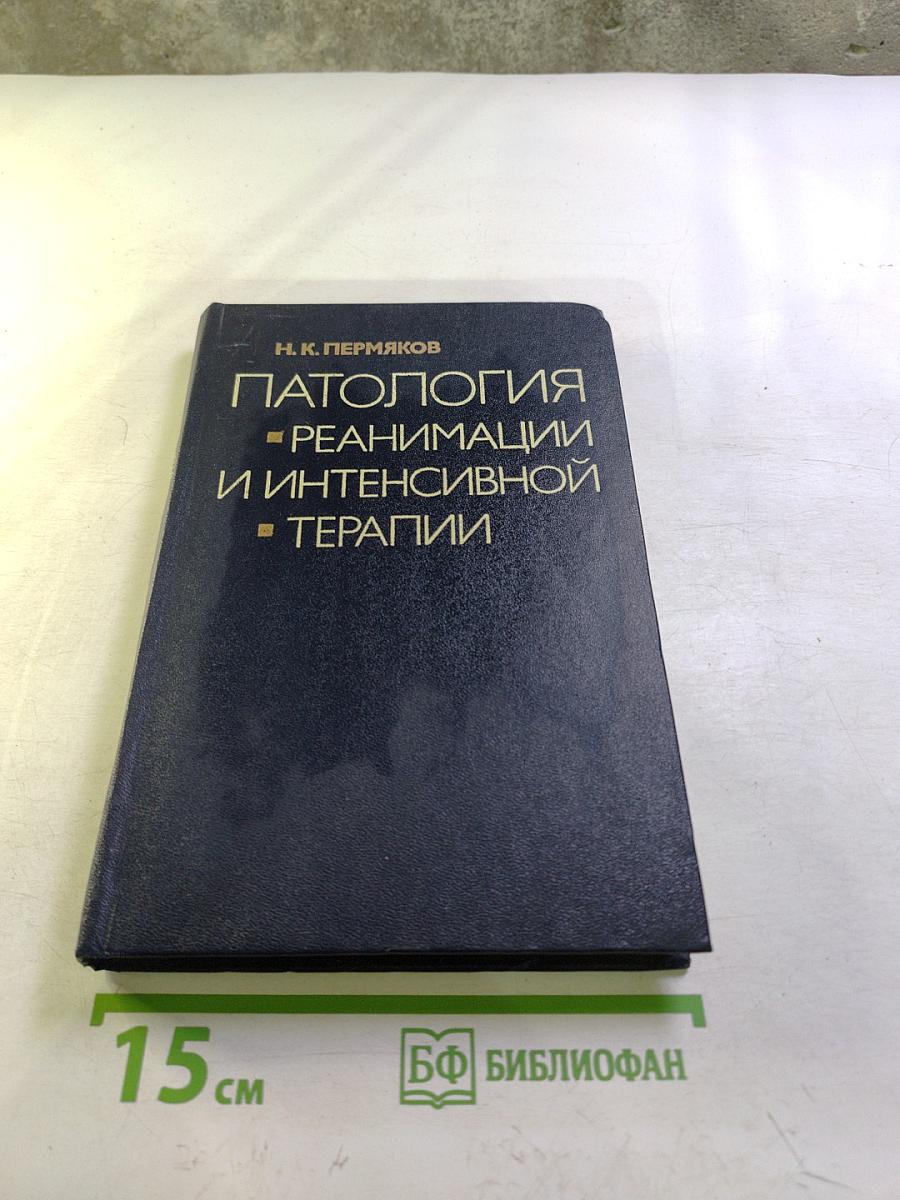 Н. К. ПЕРМЯКОВ
ПАТОЛОГИЯ
РЕАНИМАЦИИ
И ИНТЕНСИВНОЙ
ТЕРАПИИ
15 см
БФ БИБЛИОФАН